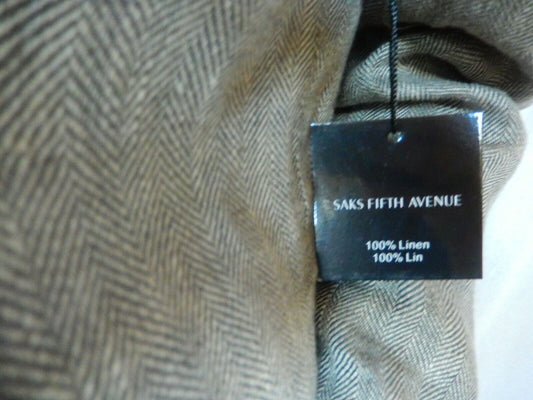 SAKS FIFTH AVENUE
100% Linen
100% Lin